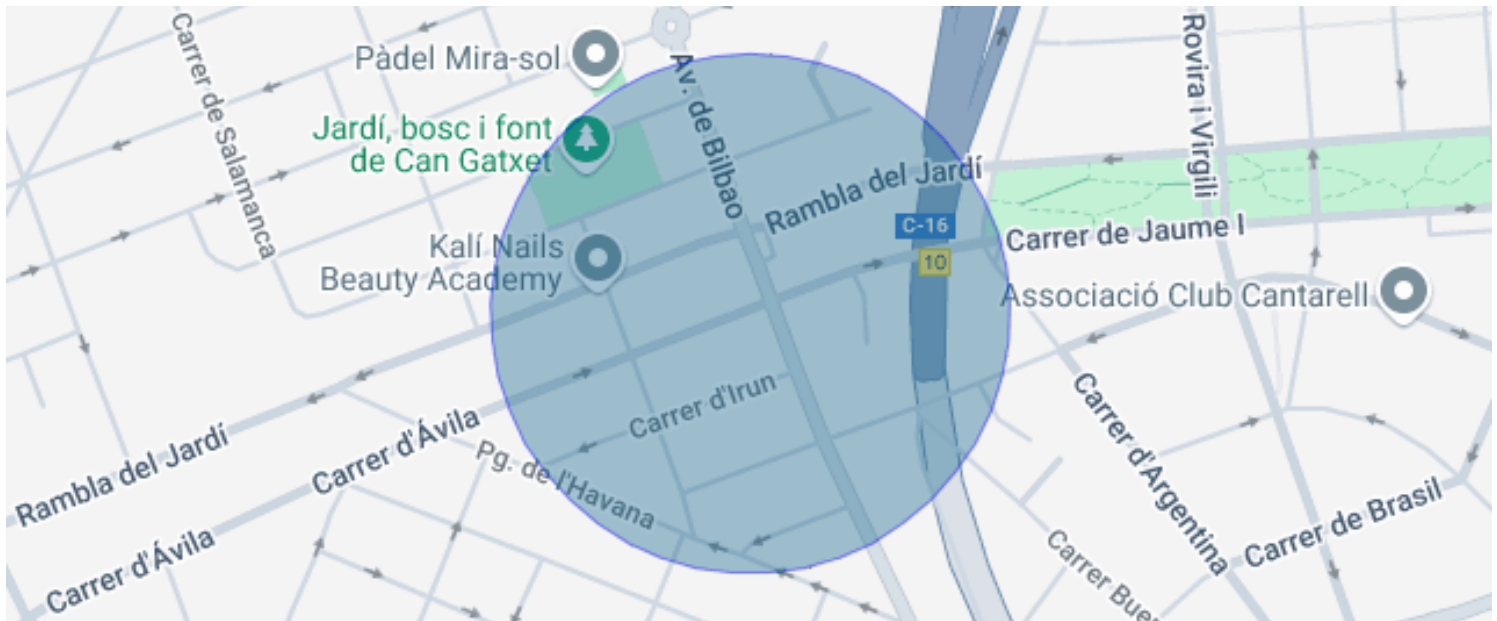 Carrer de Salamanca
Pàdel Mira-sol
Av. de Bilbao
Rovira i Virgili
Jardí, bosc i font
de Can Gatxet
Rambla del Jardí
C-16
Carrer de Jaume I
Kalí Nails
Beauty Academy
10
Associació Club Cantarell
Carrer d'Irun
Rambla del Jardí
Carrer d'Ávila
Pg. de l'Havana
Carrer d'Argentina
Carrer de Brasil
Carrer d'Ávila
Carrer Bue